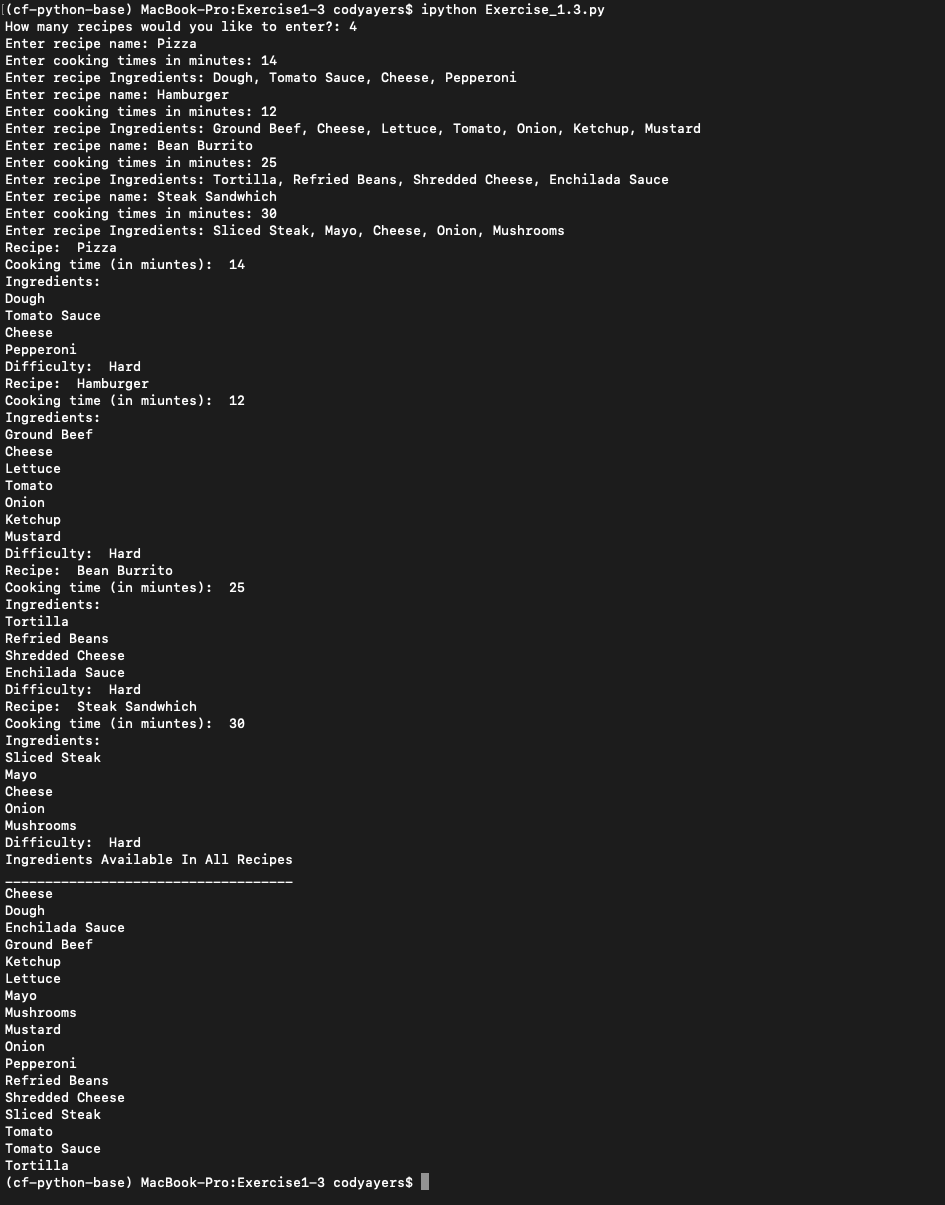 (cf-python-base) MacBook-Pro:Exercise1-3 codyayers$ ipython Exercise_1.3.py
How many recipes would you like to enter?: 4
Enter recipe name: Pizza
Enter cooking times in minutes: 14
Enter recipe Ingredients: Dough, Tomato Sauce, Cheese, Pepperoni
Enter recipe name: Hamburger
Enter cooking times in minutes: 12
Enter recipe Ingredients: Ground Beef, Cheese, Lettuce, Tomato, Onion, Ketchup, Mustard
Enter recipe name: Bean Burrito
Enter cooking times in minutes: 25
Enter recipe Ingredients: Tortilla, Refried Beans, Shredded Cheese, Enchilada Sauce
Enter recipe name: Steak Sandwhich
Enter cooking times in minutes: 30
Enter recipe Ingredients: Sliced Steak, Mayo, Cheese, Onion, Mushrooms
Recipe:  Pizza
Cooking time (in miuntes):  14
Ingredients:
Dough
Tomato Sauce
Cheese
Pepperoni
Difficulty:  Hard
Recipe:  Hamburger
Cooking time (in miuntes):  12
Ingredients:
Ground Beef
Cheese
Lettuce
Tomato
Onion
Ketchup
Mustard
Difficulty:  Hard
Recipe:  Bean Burrito
Cooking time (in miuntes):  25
Ingredients:
Tortilla
Refried Beans
Shredded Cheese
Enchilada Sauce
Difficulty:  Hard
Recipe:  Steak Sandwhich
Cooking time (in miuntes):  30
Ingredients:
Sliced Steak
Mayo
Cheese
Onion
Mushrooms
Difficulty:  Hard
Ingredients Available In All Recipes
____________________________________
Cheese
Dough
Enchilada Sauce
Ground Beef
Ketchup
Lettuce
Mayo
Mushrooms
Mustard
Onion
Pepperoni
Refried Beans
Shredded Cheese
Sliced Steak
Tomato
Tomato Sauce
Tortilla
(cf-python-base) MacBook-Pro:Exercise1-3 codyayers$